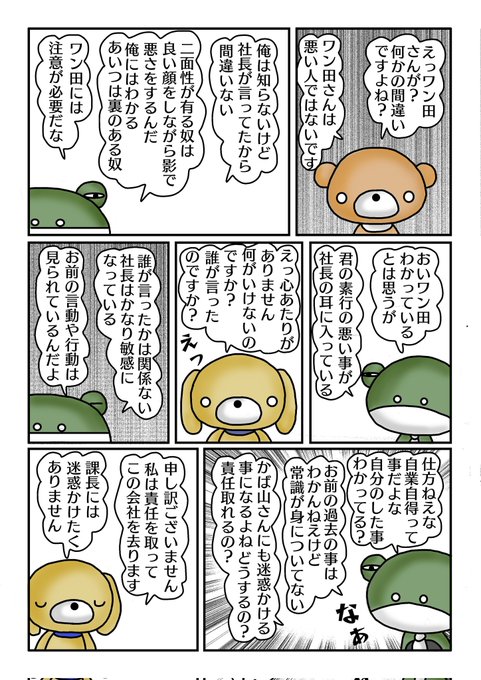 えっワン田
さんが?
何かの間違い
ですよね?
ワン田さんは
悪い人ではないです
俺は知らないけど
社長が言ってたから
間違いない
二面性が有る奴は
良い顔をしながら影で
悪さをするんだ
俺にはわかる
あいつは裏のある奴
ワン田には
注意が必要だな
おいワン田
わかっている
とは思うが
君の素行の悪い事が
社長の耳に入っている
えっ心あたりが
ありません
何がいけないの
ですか?
誰が言った
のですか?
えっ
誰が言ったかは関係ない
社長はかなり敏感に
なっている
お前の言動や行動は
見られているんだよ
仕方ねえな
自業自得って
事だよな
自分のした事
わかってる?
お前の過去の事は
わかんねえけど
常識が身についてない
かば山さんにも迷惑かける
事になるよねどうするの?
責任取れるの?
なぁ
申し訳ございません
私は責任を取って
この会社を去ります
課長には
迷惑かけたく
ありません